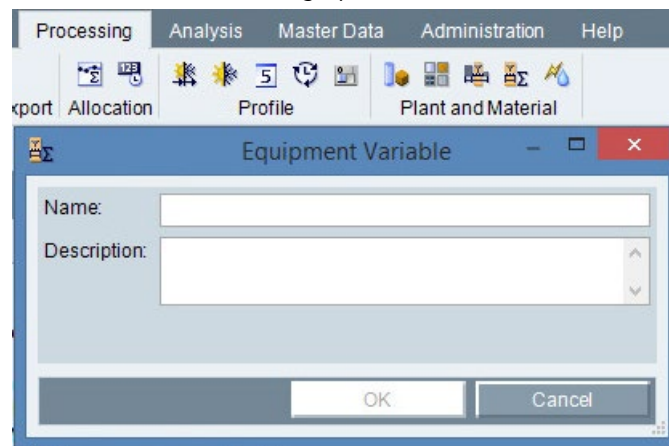 Processing Analysis Master Data Administration Help
xport Allocation Profile Plant and Material
Equipment Variable
Name:
Description:
OK Cancel